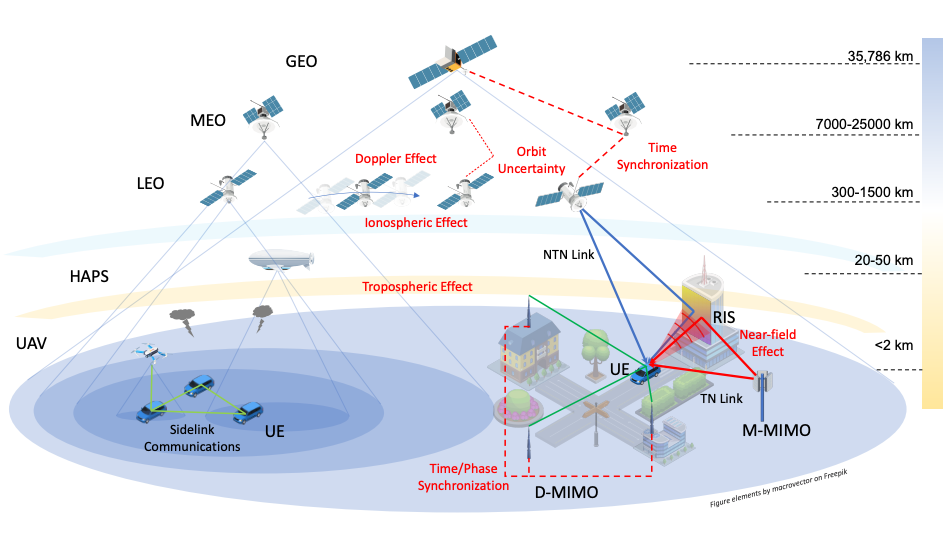 GEO
35,786 km
MEO
7000-25000 km
Doppler Effect
Orbit
Uncertainty
Time
Synchronization
LEO
300-1500 km
Ionospheric Effect
NTN Link
20-50 km
HAPS
Tropospheric Effect
RIS
Near-field
Effect
UAV
<2 km
UE
TN Link
Sidelink
Communications
UE
M-MIMO
Time/Phase
Synchronization
D-MIMO
Figure elements by macrovector on Freepik